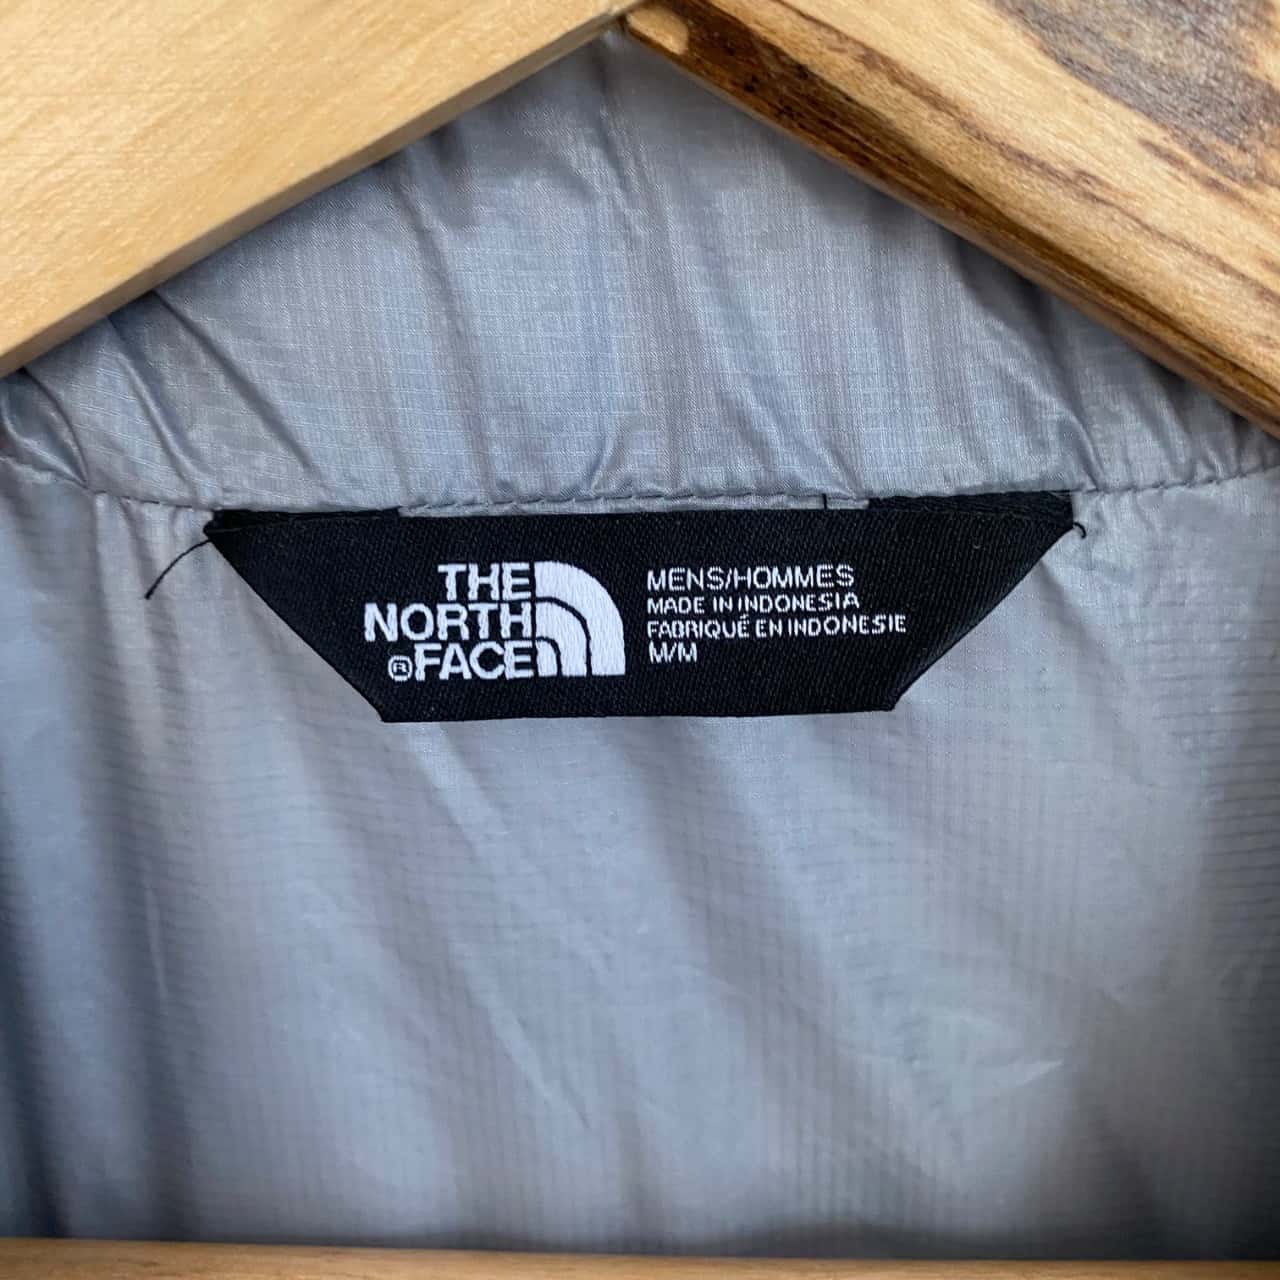 THE
NORTH
®FACE
MENS/HOMMES
MADE IN INDONESIA
FABRIQUÉ EN INDONESIE
M/M